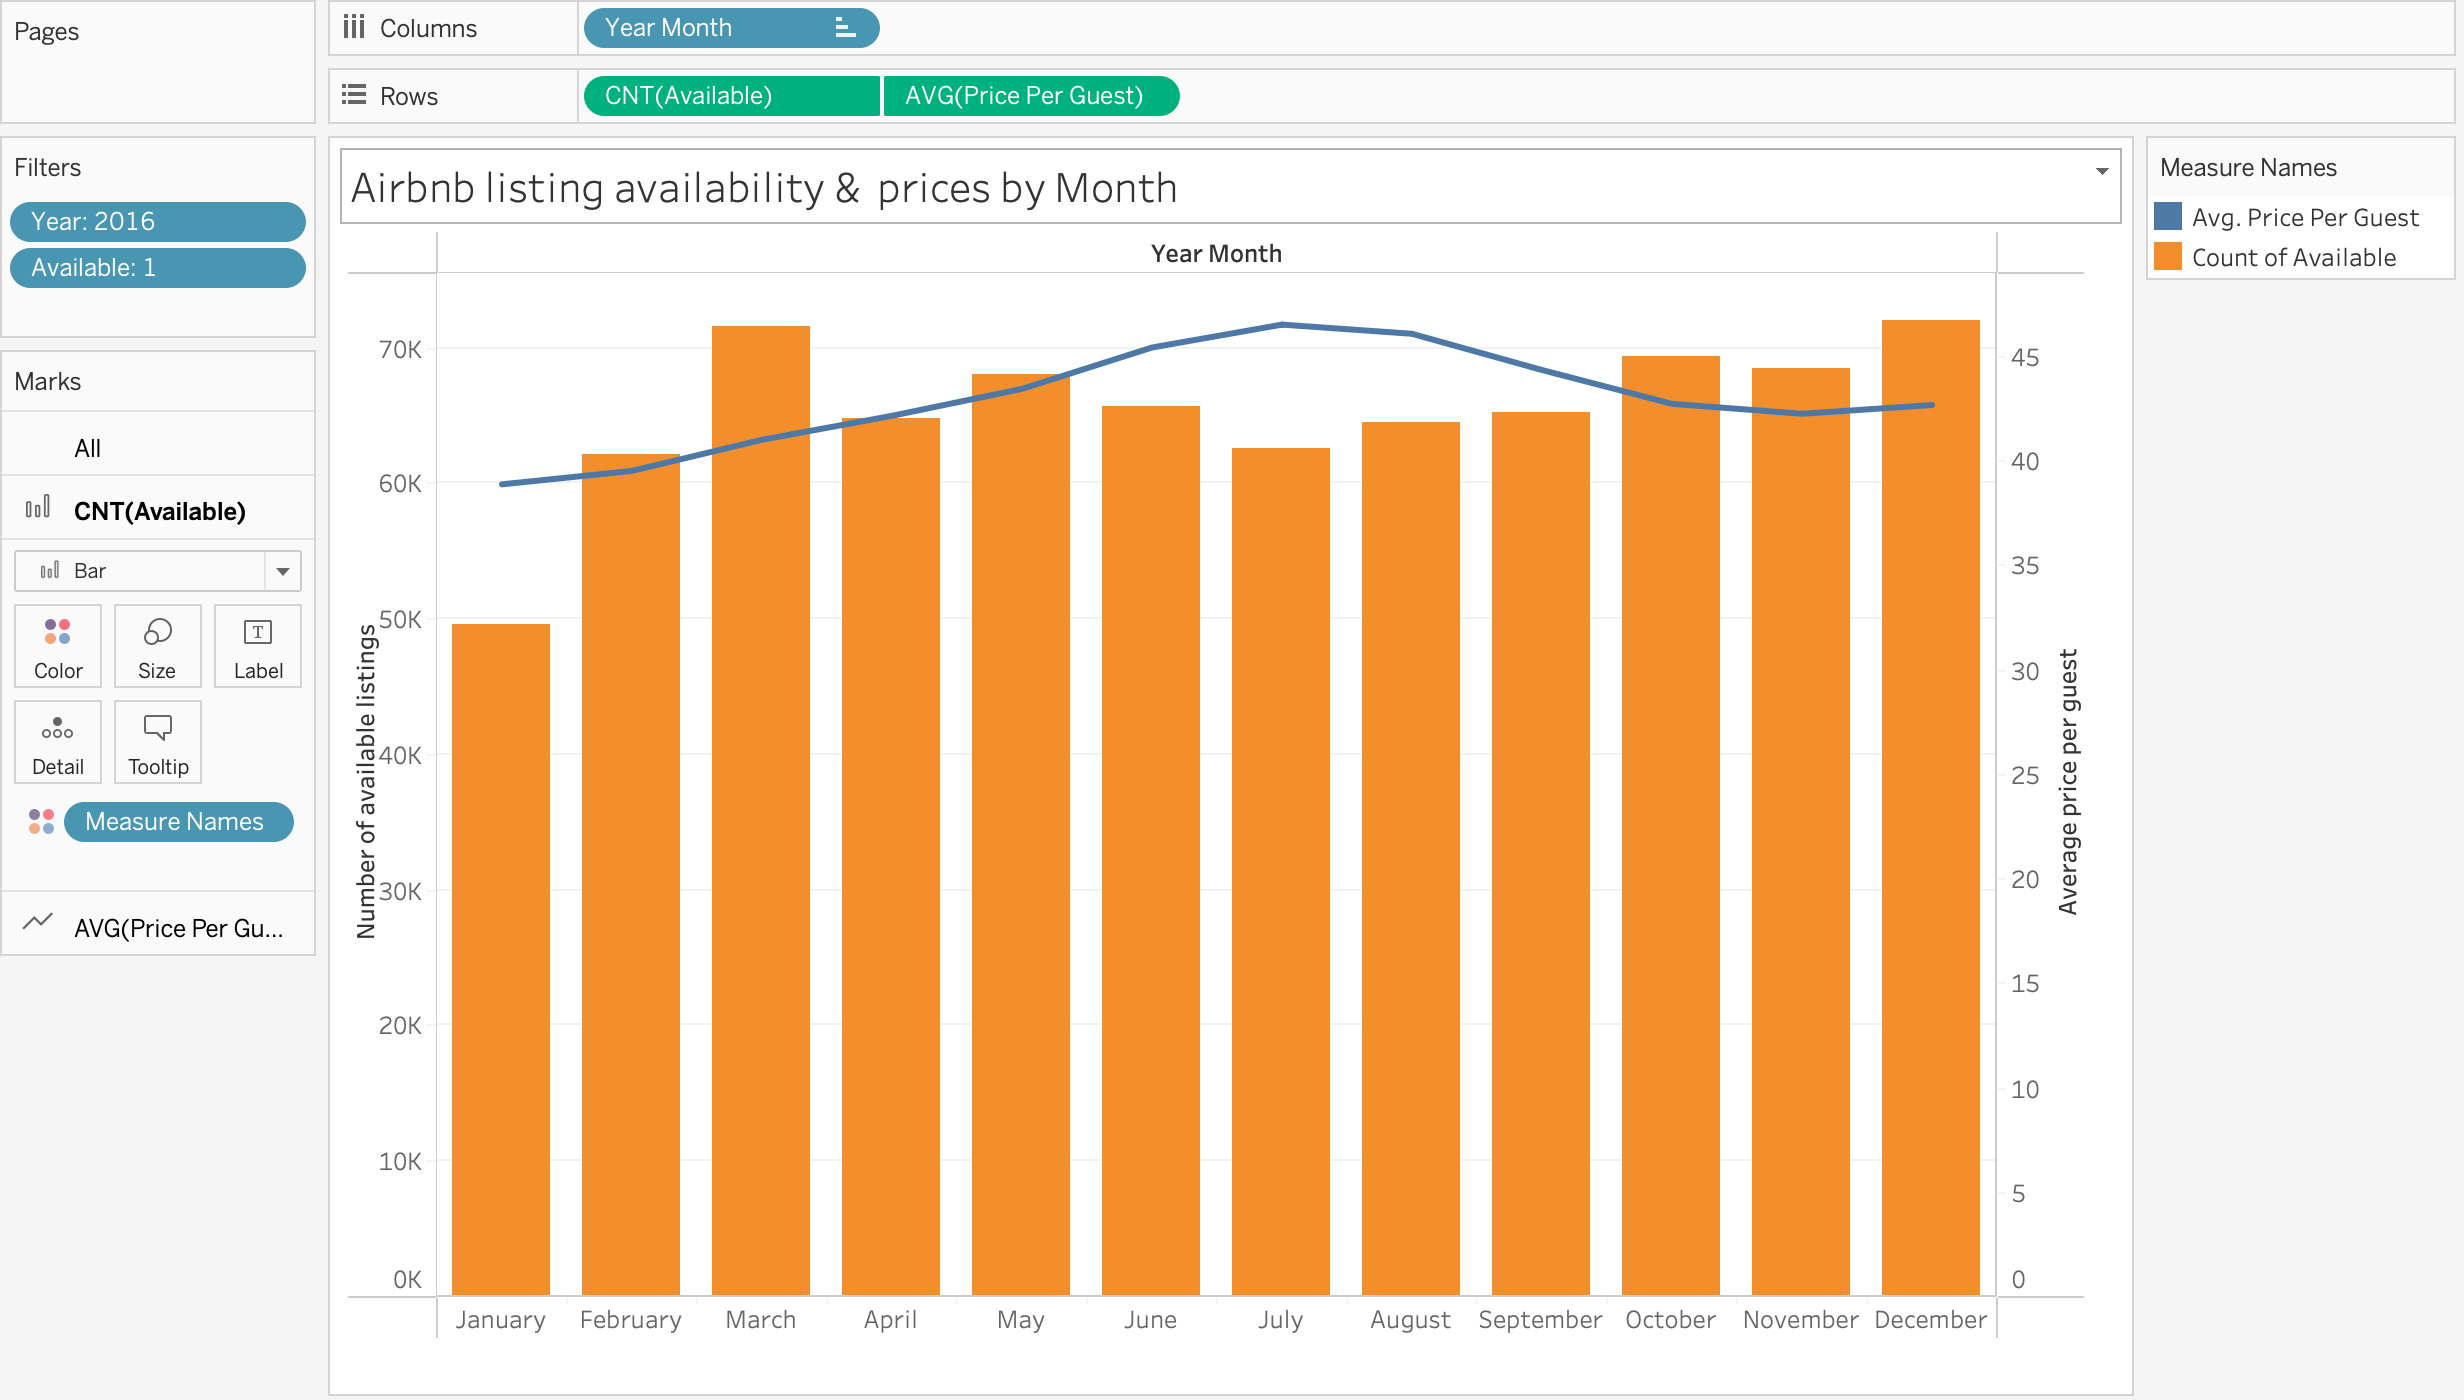 Pages
Columns
Year Month
Rows
CNT(Available)
AVG(Price Per Guest)
Filters
Year: 2016
Available: 1
Marks
All
CNT(Available)
Bar
Color
Size
T
Label
Detail
Tooltip
Measure Names
AVG(Price Per Gu...
Airbnb listing availability & prices by Month
Year Month
Number of available listings
70K
60K
50K
40K
30K
20K
10K
0K
45
40
35
30
25
20
15
10
5
0
Average price per guest
January
February
March
April
May
June
July
August
September
October
November
December
Measure Names
Avg. Price Per Guest
Count of Available